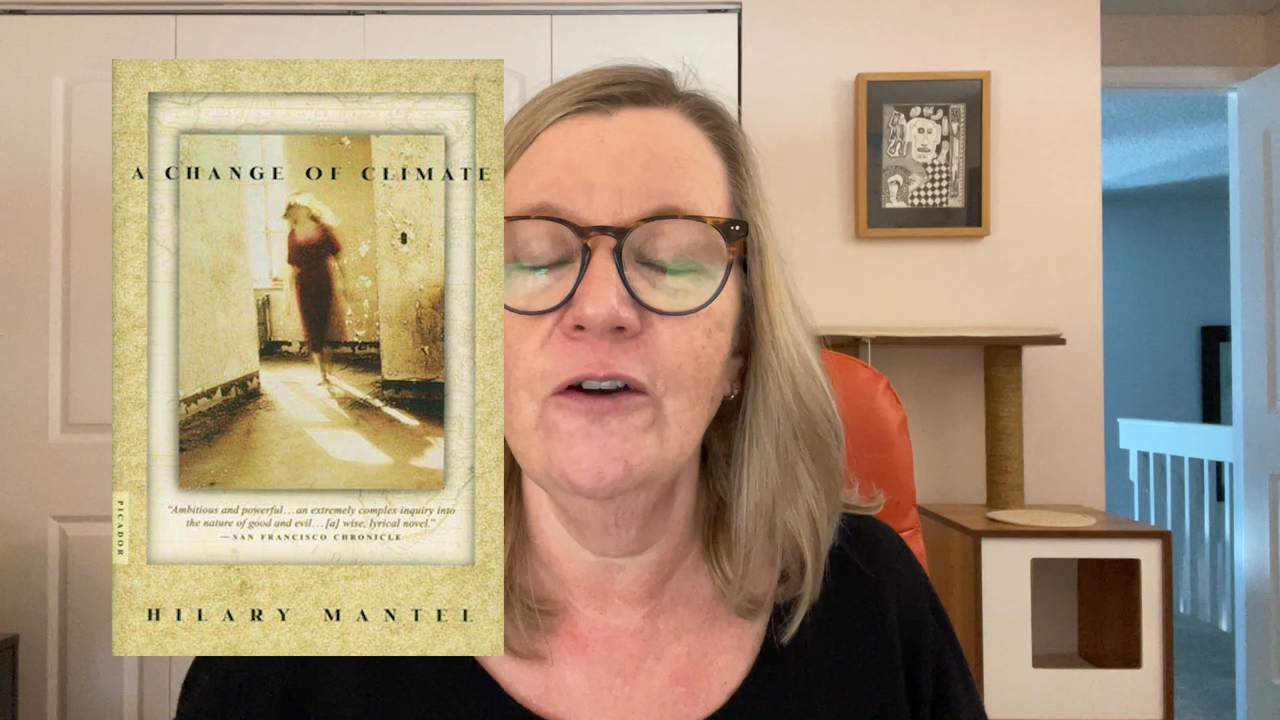 A CHANGE OF CLIMATE
PICADOR
“Ambitious and powerful...an extremely complex inquiry into
the nature of good and evil...[a] wise, lyrical novel.”
—SAN FRANCISCO CHRONICLE
HILARY MANTEL